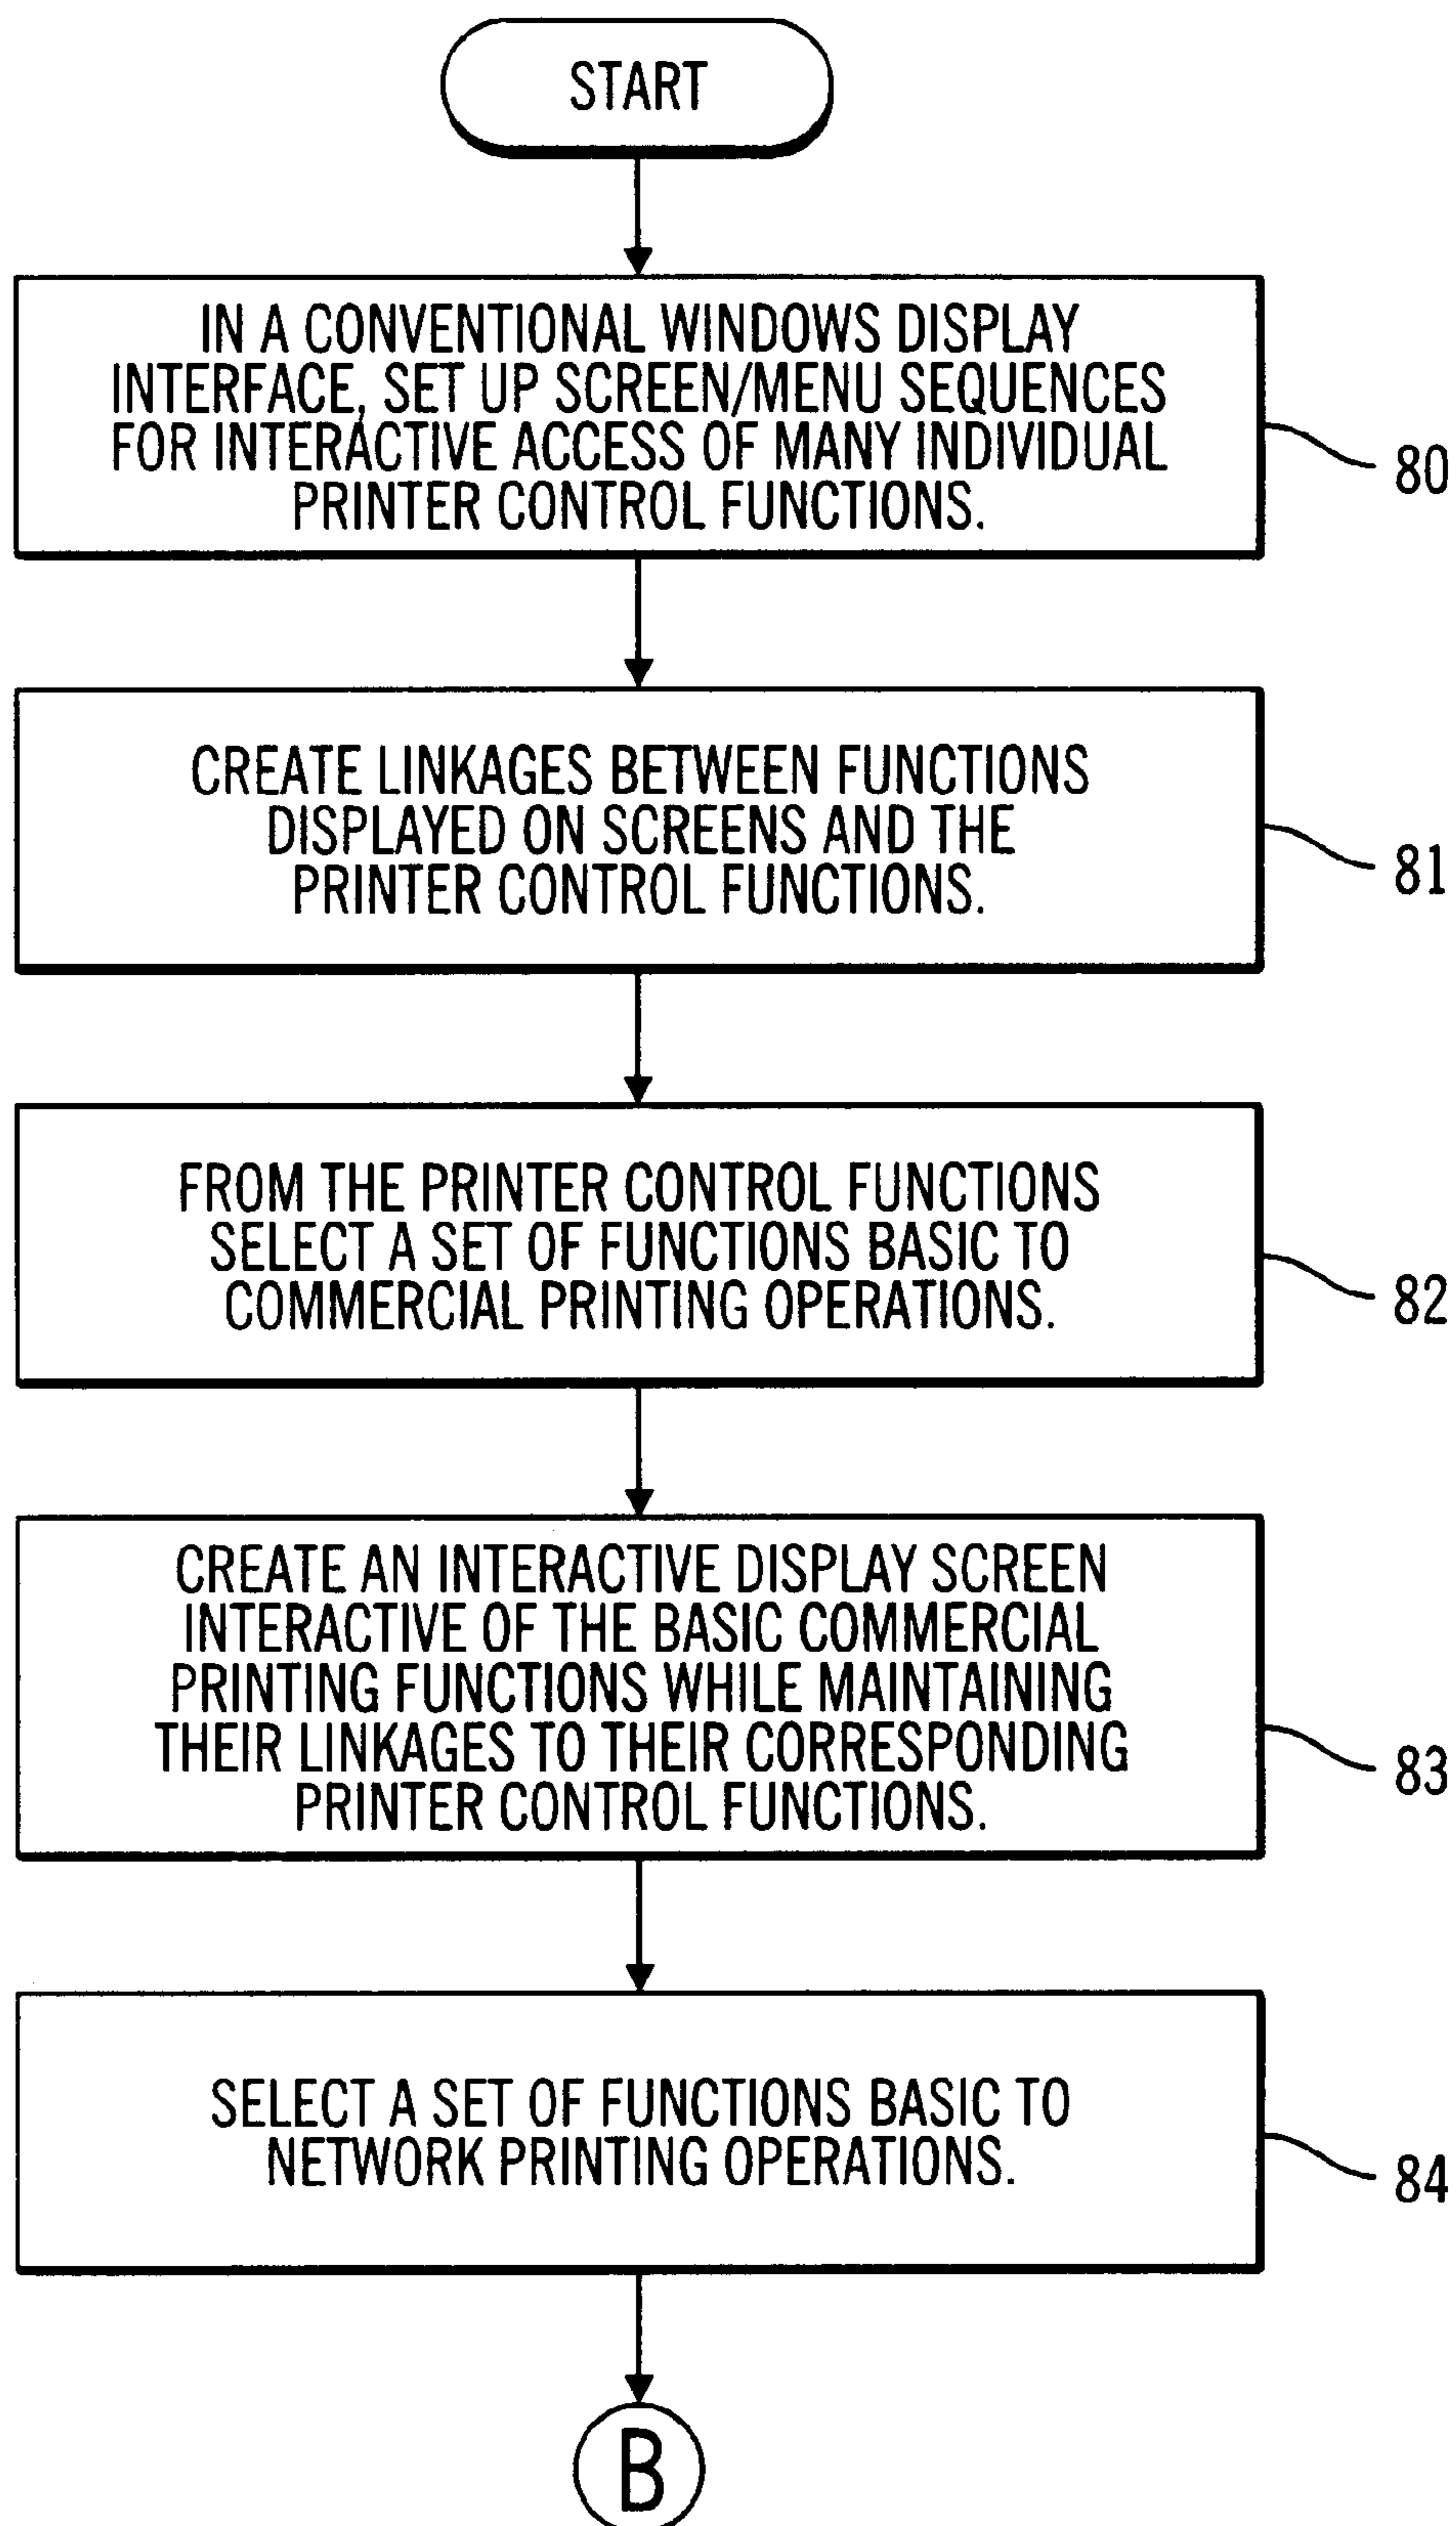 START
IN A CONVENTIONAL WINDOWS DISPLAY
INTERFACE, SET UP SCREEN/MENU SEQUENCES
FOR INTERACTIVE ACCESS OF MANY INDIVIDUAL
PRINTER CONTROL FUNCTIONS.
80
CREATE LINKAGES BETWEEN FUNCTIONS
DISPLAYED ON SCREENS AND THE
PRINTER CONTROL FUNCTIONS.
81
FROM THE PRINTER CONTROL FUNCTIONS
SELECT A SET OF FUNCTIONS BASIC TO
COMMERCIAL PRINTING OPERATIONS.
82
CREATE AN INTERACTIVE DISPLAY SCREEN
INTERACTIVE OF THE BASIC COMMERCIAL
PRINTING FUNCTIONS WHILE MAINTAINING
THEIR LINKAGES TO THEIR CORRESPONDING
PRINTER CONTROL FUNCTIONS.
83
SELECT A SET OF FUNCTIONS BASIC TO
NETWORK PRINTING OPERATIONS.
84
B